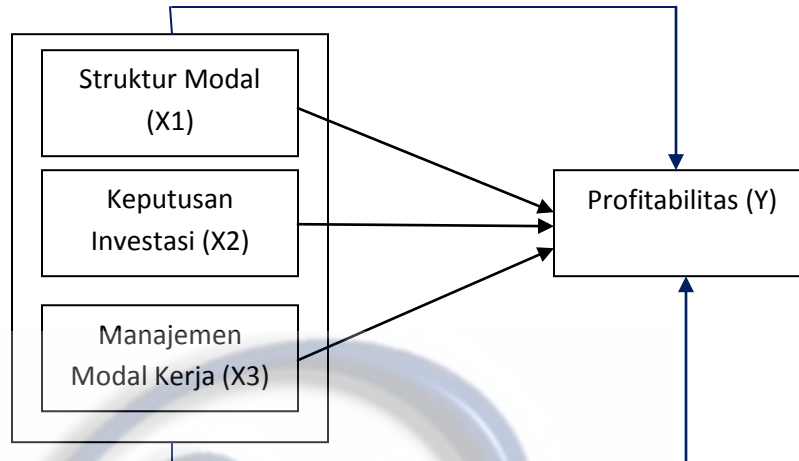 Struktur Modal
(X1)
Keputusan
Investasi (X2)
Manajemen
Modal Kerja (X3)
Profitabilitas (Y)